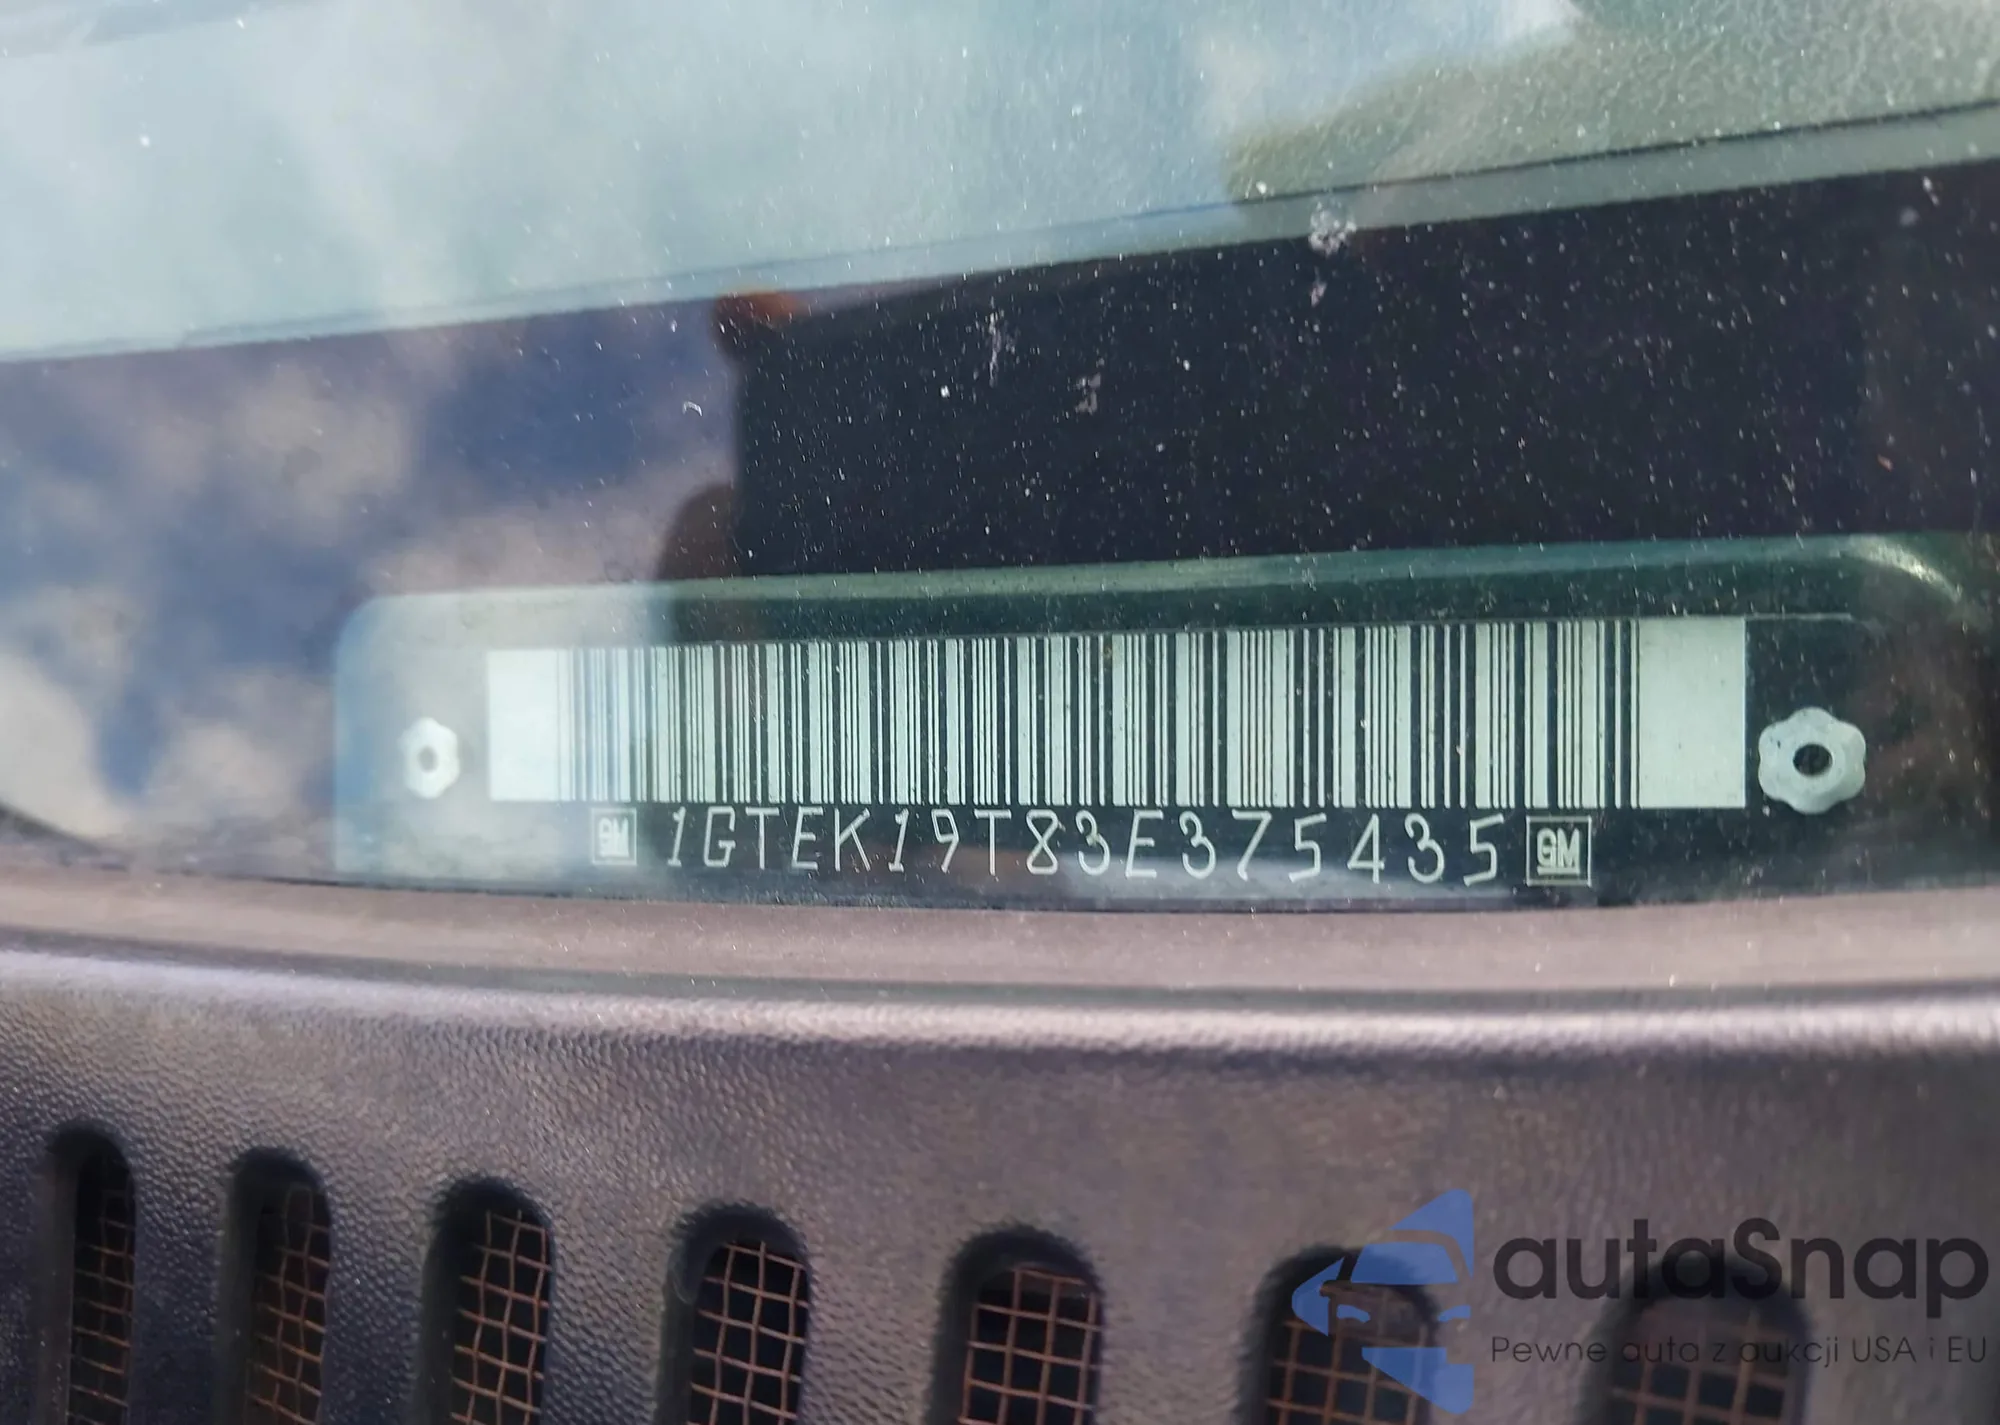 GM 1GTEK19T83E375435 GM
autaSnap
Pewne auta z aukcji USA i EU